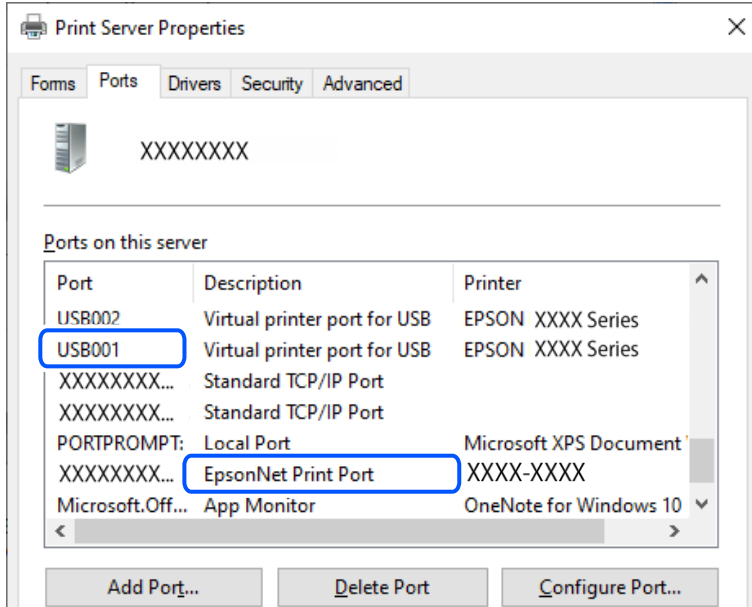 Print Server Properties
Forms Ports Drivers Security Advanced
XXXXXXXX
Ports on this server
Port Description Printer
USB002 Virtual printer port for USB EPSON XXXX Series
USB001 Virtual printer port for USB EPSON XXXX Series
XXXXXXXX... Standard TCP/IP Port
XXXXXXXX... Standard TCP/IP Port
PORTPROMPT: Local Port Microsoft XPS Document
XXXXXXXX... EpsonNet Print Port XXXX-XXXX
Microsoft.Off... App Monitor OneNote for Windows 10
Add Port... Delete Port Configure Port...